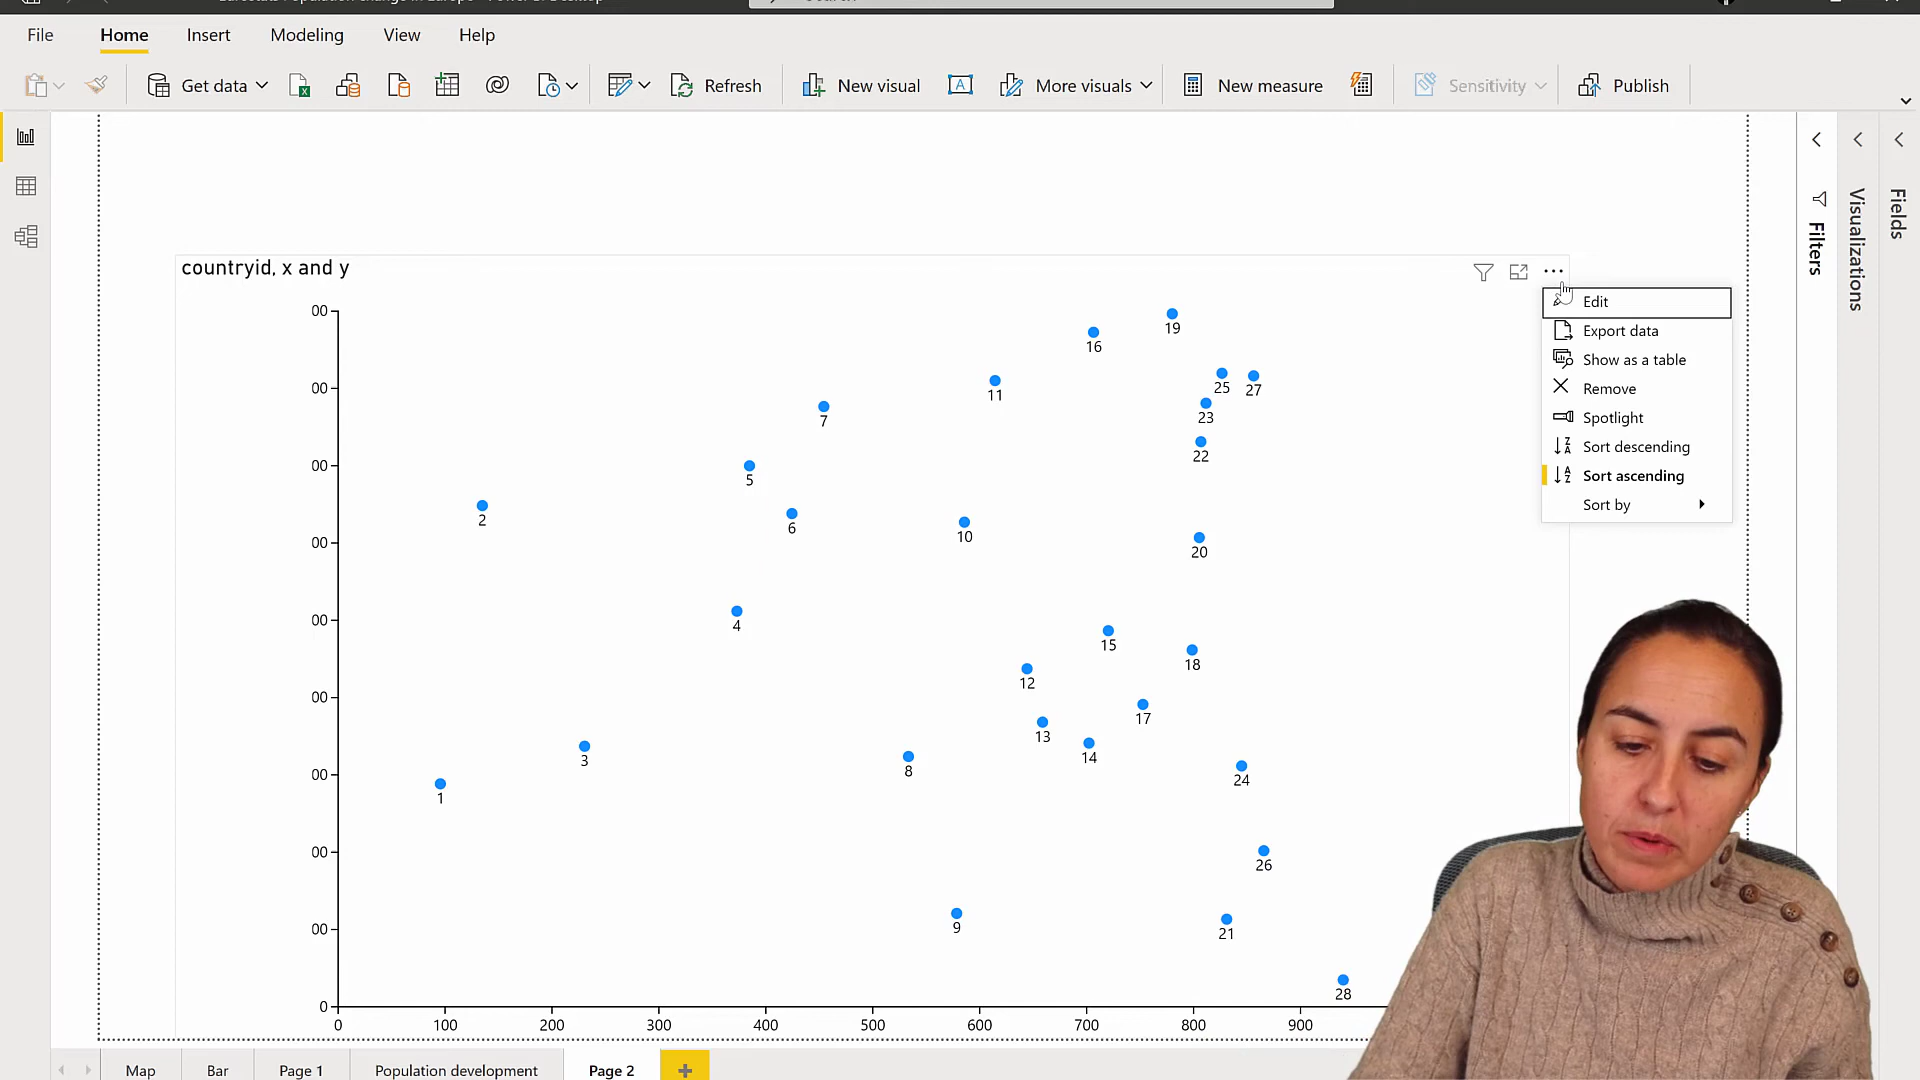 File Home Insert Modeling View Help
Get data Refresh New visual More visuals New measure Sensitivity Publish
Filters
Visualizations
Fields
countryid, x and y
Edit
Export data
Show as a table
Remove
Spotlight
Sort descending
Sort ascending
Sort by
00
00
00
00
00
00
00
00
00
0
19
16
25 27
11
23
7
22
5
2
6
10
20
4
15
18
12
17
13
14
3
8
24
1
26
9
21
28
0 100 200 300 400 500 600 700 800 900
Map Bar Page 1 Population development Page 2